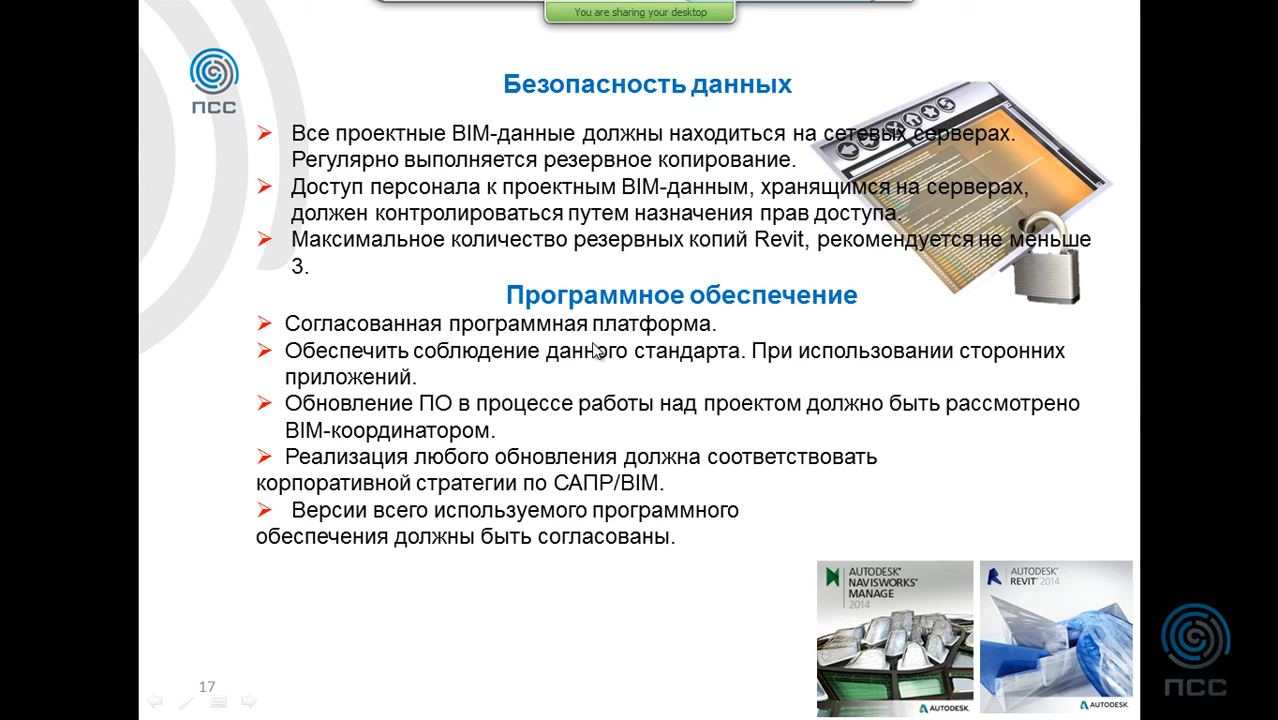 You are sharing your desktop
ПСС
Безопасность данных
Все проектные BIM-данные должны находиться на сетевых серверах.
Регулярно выполняется резервное копирование.
Доступ персонала к проектным BIM-данным, хранящимся на серверах,
должен контролироваться путем назначения прав доступа.
Максимальное количество резервных копий Revit, рекомендуется не меньше
3.
Программное обеспечение
Согласованная программная платформа.
Обеспечить соблюдение данного стандарта. При использовании сторонних
приложений.
Обновление ПО в процессе работы над проектом должно быть рассмотрено
BIM-координатором.
Реализация любого обновления должна соответствовать
корпоративной стратегии по САПР/BIM.
Версии всего используемого программного
обеспечения должны быть согласованы.
AUTODESK®
NAVISWORKS®
MANAGE
2014
AUTODESK.
AUTODESK®
REVIT® 2014
AUTODESK.
ПСС
17